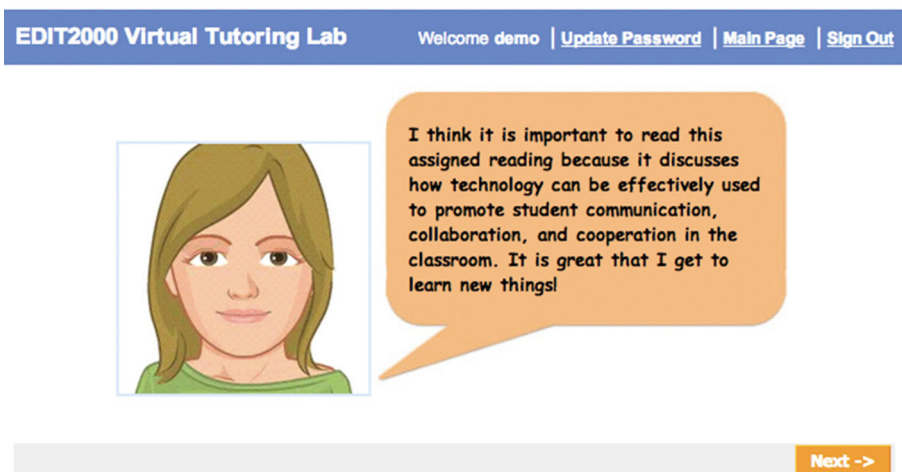 EDIT2000 Virtual Tutoring Lab Welcome demo | Update Password | Main Page | Sign Out
I think it is important to read this
assigned reading because it discusses
how technology can be effectively used
to promote student communication,
collaboration, and cooperation in the
classroom. It is great that I get to
learn new things!
Next ->